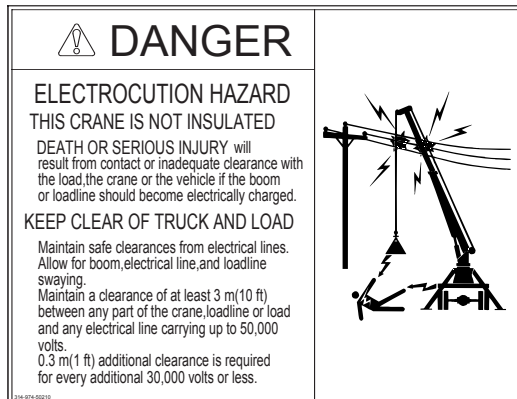 DANGER
ELECTROCUTION HAZARD
THIS CRANE IS NOT INSULATED
DEATH OR SERIOUS INJURY will
result from contact or inadequate clearance with
the load,the crane or the vehicle if the boom
or loadline should become electrically charged.
KEEP CLEAR OF TRUCK AND LOAD
Maintain safe clearances from electrical lines.
Allow for boom,electrical line,and loadline
swaying.
Maintain a clearance of at least 3 m(10 ft)
between any part of the crane,loadline or load
and any electrical line carrying up to 50,000
volts.
0.3 m(1 ft) additional clearance is required
for every additional 30,000 volts or less.
314-974-50210